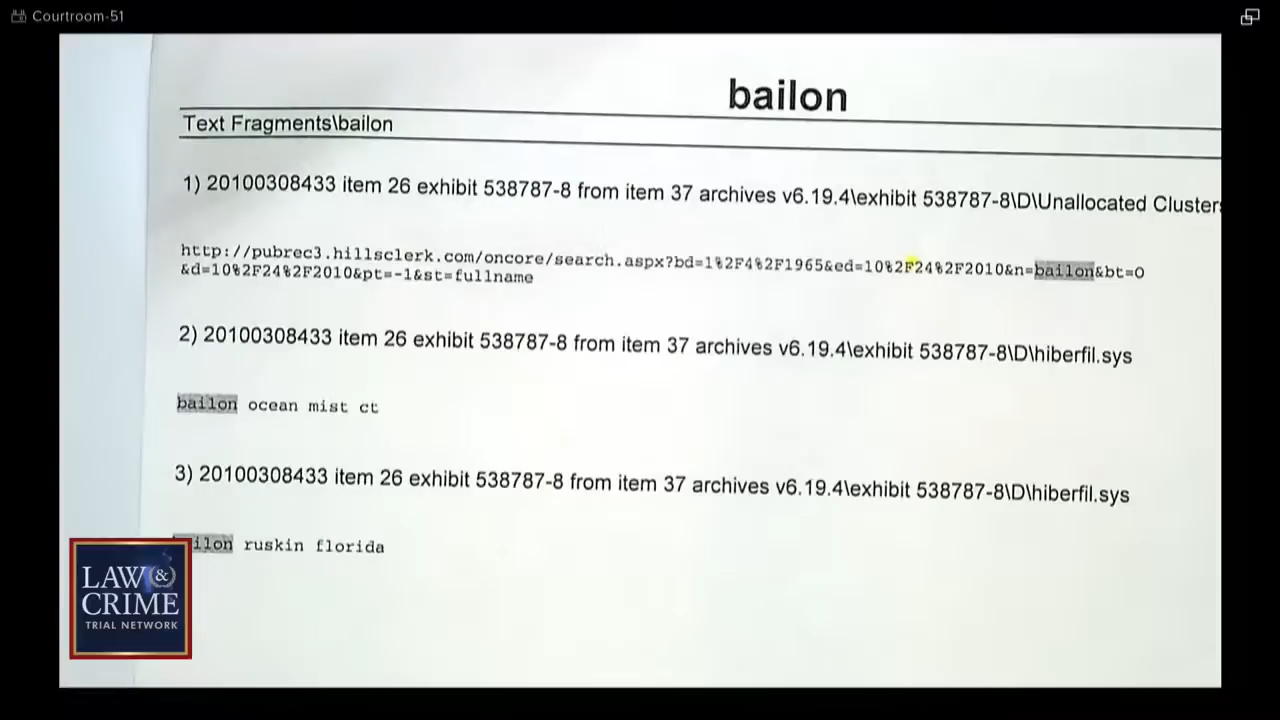 Courtroom-51
bailon
Text Fragments\bailon
1) 20100308433 item 26 exhibit 538787-8 from item 37 archives v6.19.4\exhibit 538787-8\D\Unallocated Clusters
http://pubrec3.hillsclerk.com/oncore/search.aspx?bd=1%2F4%2F1965&ed=10%2F24%2F2010&n=bailon&bt=O
&d=10%2F24%2F2010&pt=-1&st=fullname
2) 20100308433 item 26 exhibit 538787-8 from item 37 archives v6.19.4\exhibit 538787-8\D\hiberfil.sys
bailon ocean mist ct
3) 20100308433 item 26 exhibit 538787-8 from item 37 archives v6.19.4\exhibit 538787-8\D\hiberfil.sys
ilon ruskin florida
LAW &
CRIME
TRIAL NETWORK